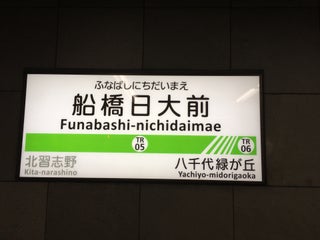 ふなばしにちだいまえ
船橋日大前
Funabashi-nichidaimae
TR
05
TR
06
北習志野
Kita-narashino
八千代緑が丘
Yachiyo-midorigaoka